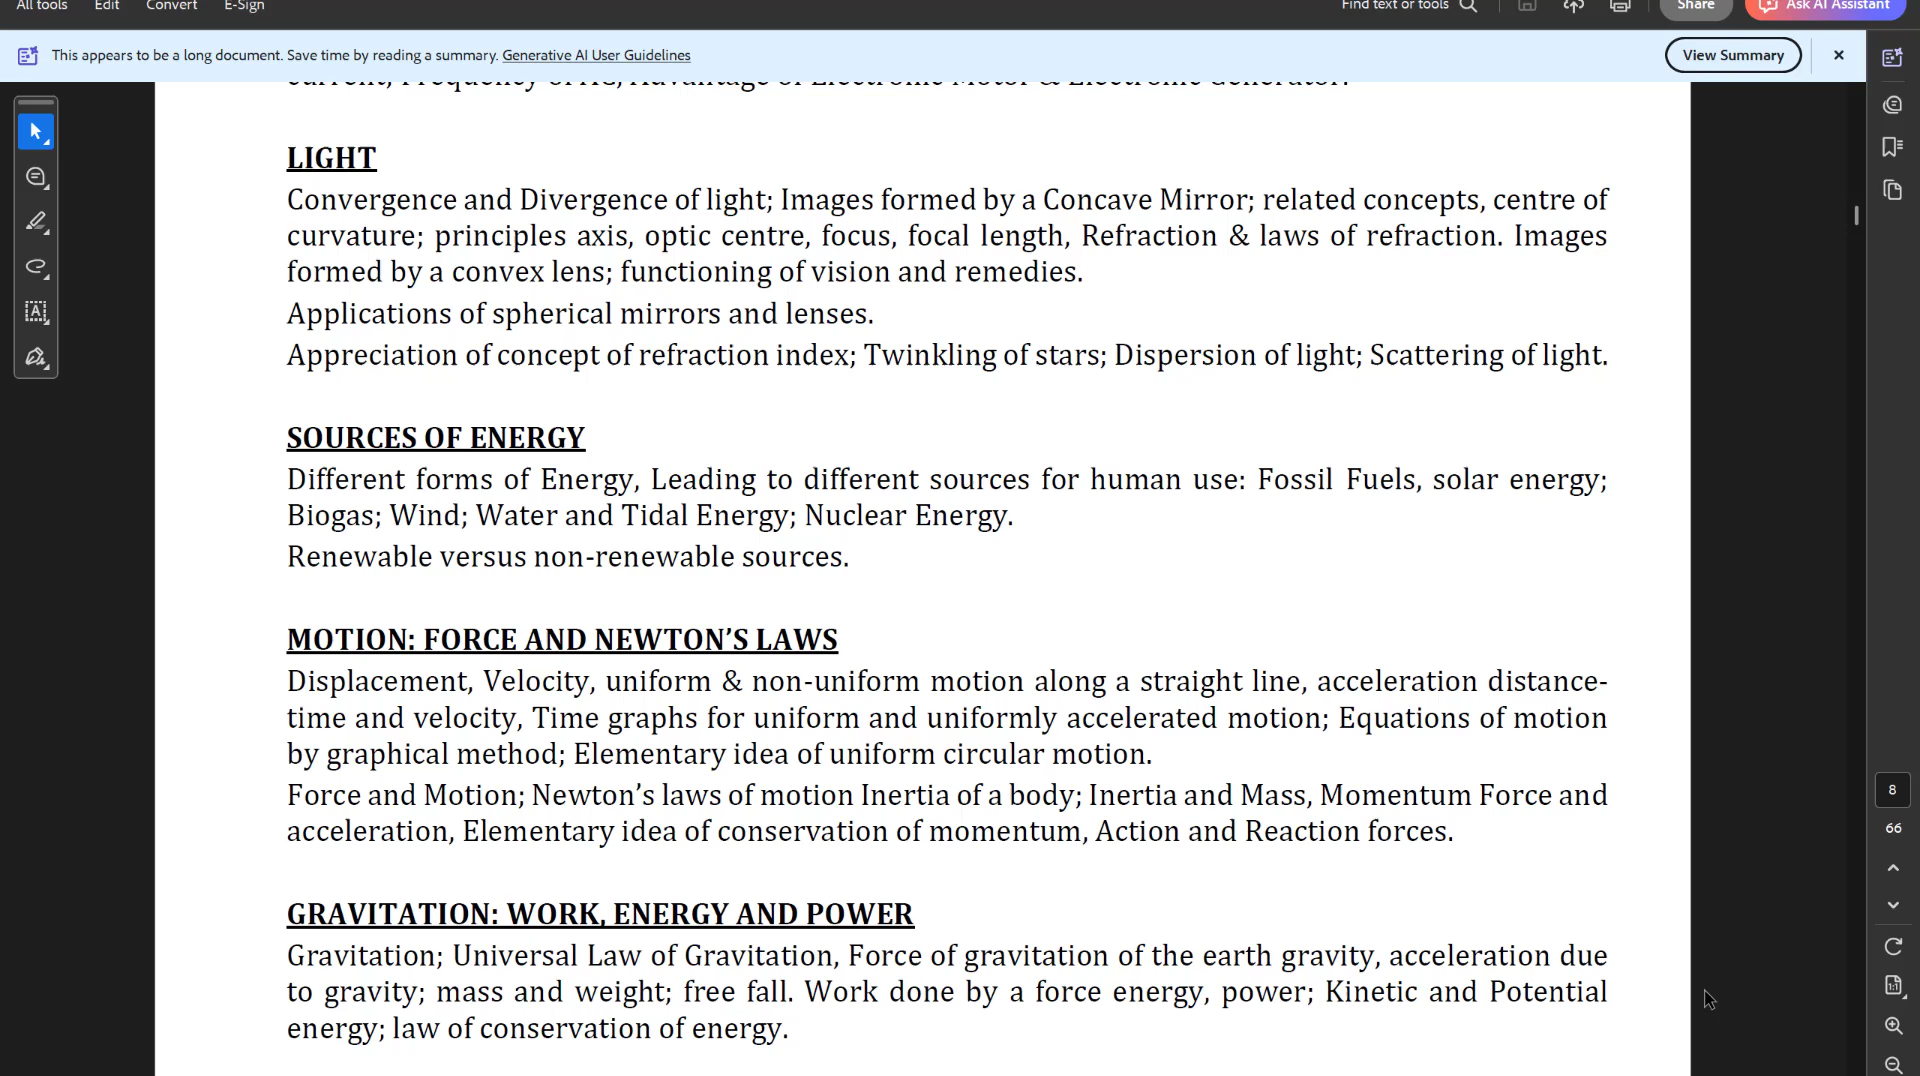 All tools Edit Convert E-Sign Find text or tools Share Ask AI Assistant
This appears to be a long document. Save time by reading a summary. Generative AI User Guidelines View Summary
current, Frequency of AC, Advantage of Electronic Motor & Electronic Generator.
LIGHT
Convergence and Divergence of light; Images formed by a Concave Mirror; related concepts, centre of
curvature; principles axis, optic centre, focus, focal length, Refraction & laws of refraction. Images
formed by a convex lens; functioning of vision and remedies.
Applications of spherical mirrors and lenses.
Appreciation of concept of refraction index; Twinkling of stars; Dispersion of light; Scattering of light.
SOURCES OF ENERGY
Different forms of Energy, Leading to different sources for human use: Fossil Fuels, solar energy;
Biogas; Wind; Water and Tidal Energy; Nuclear Energy.
Renewable versus non-renewable sources.
MOTION: FORCE AND NEWTON’S LAWS
Displacement, Velocity, uniform & non-uniform motion along a straight line, acceleration distance-
time and velocity, Time graphs for uniform and uniformly accelerated motion; Equations of motion
by graphical method; Elementary idea of uniform circular motion.
Force and Motion; Newton’s laws of motion Inertia of a body; Inertia and Mass, Momentum Force and
acceleration, Elementary idea of conservation of momentum, Action and Reaction forces.
8
66
GRAVITATION: WORK, ENERGY AND POWER
Gravitation; Universal Law of Gravitation, Force of gravitation of the earth gravity, acceleration due
to gravity; mass and weight; free fall. Work done by a force energy, power; Kinetic and Potential
energy; law of conservation of energy.